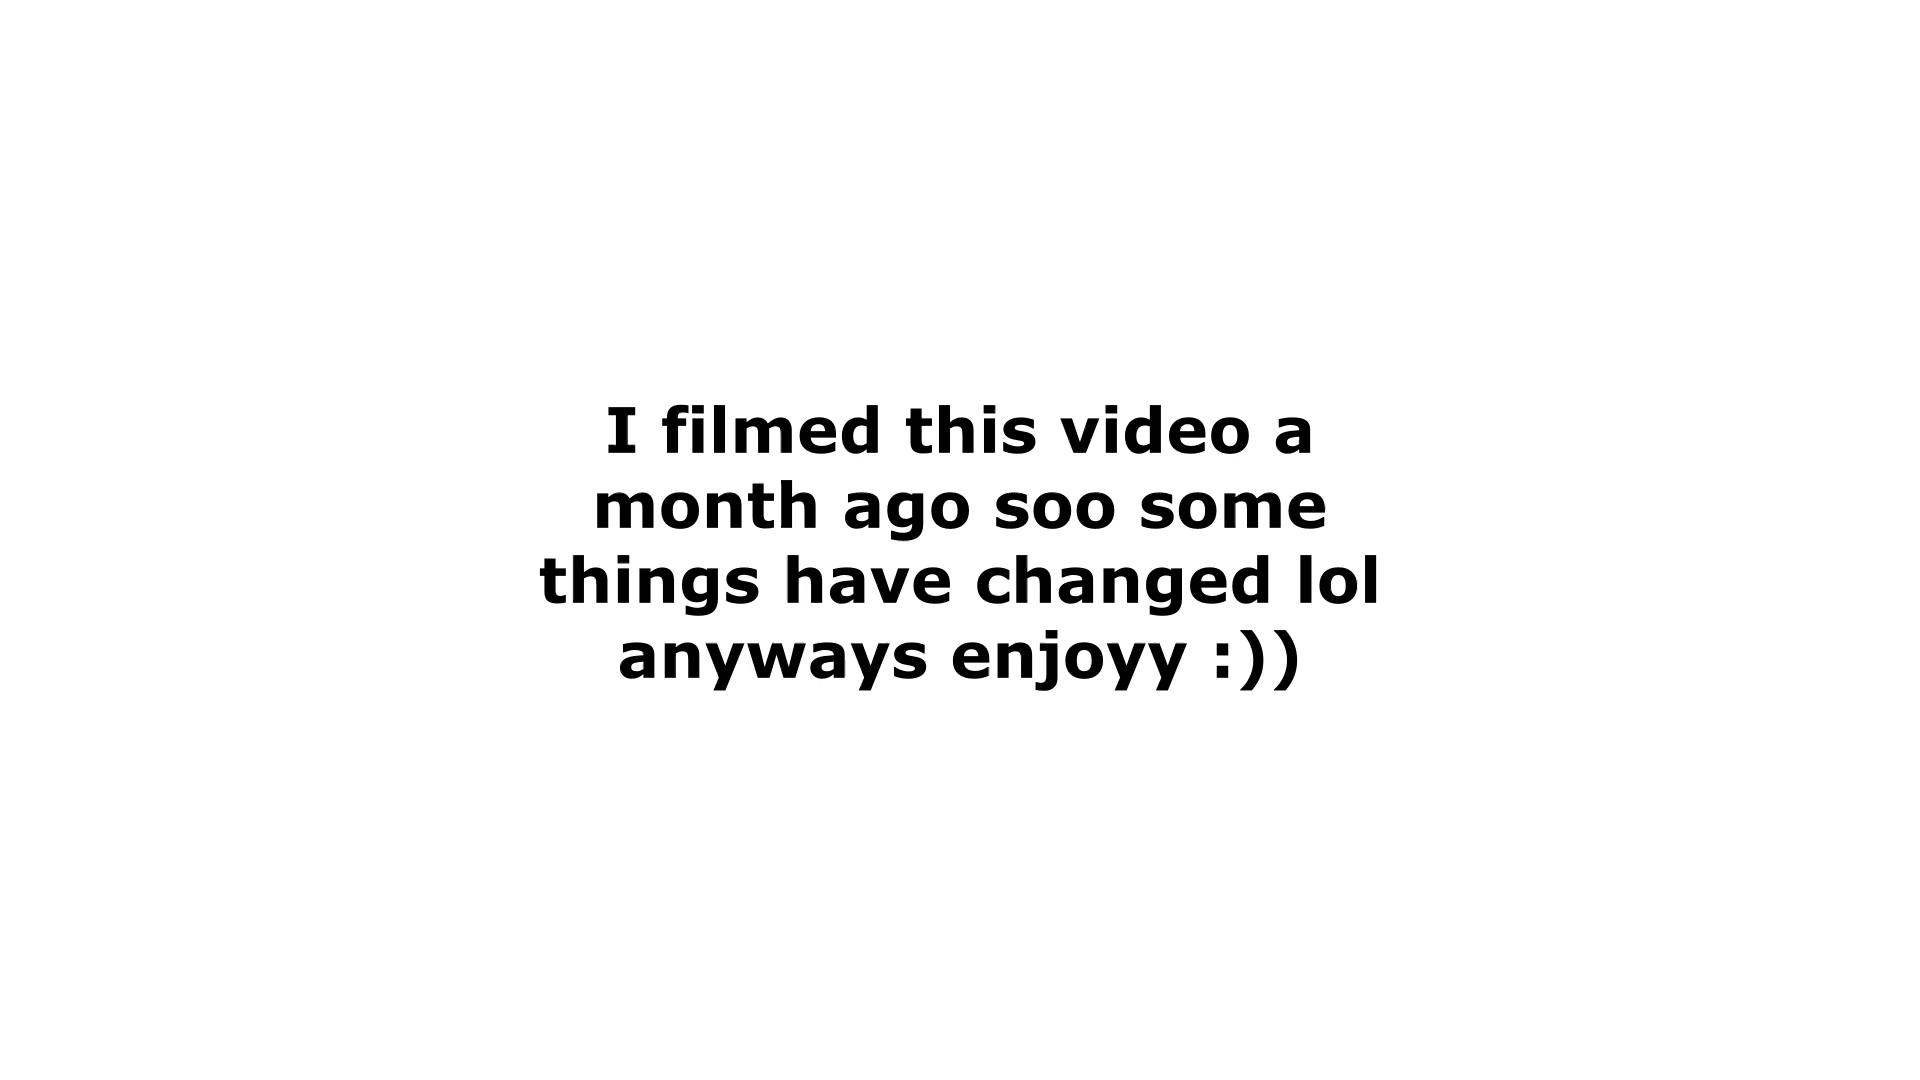 I filmed this video a
month ago soo some
things have changed lol
anyways enjoyy :))